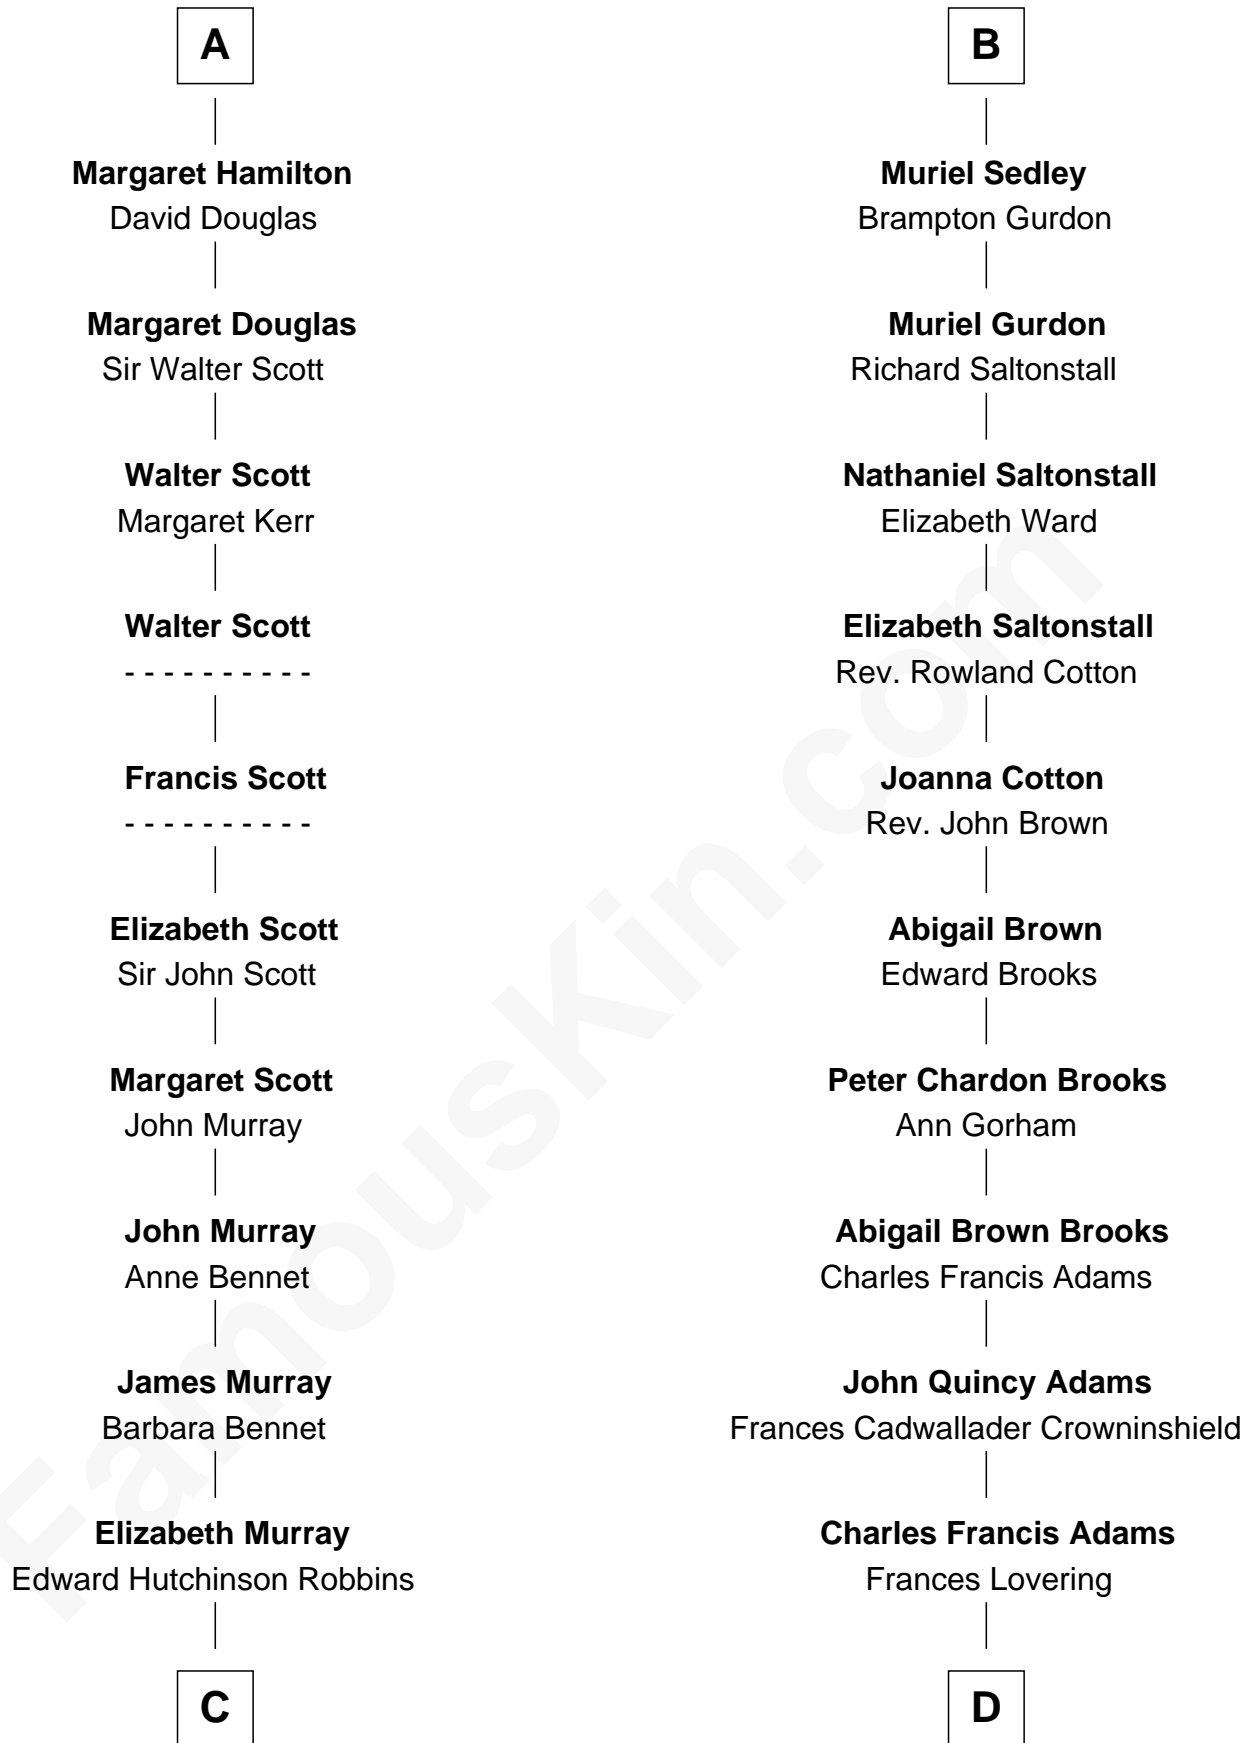 A
Margaret Hamilton
David Douglas
Margaret Douglas
Sir Walter Scott
Walter Scott
Margaret Kerr
Walter Scott
- - - - - - - - - -
Francis Scott
- - - - - - - - - -
Elizabeth Scott
Sir John Scott
Margaret Scott
John Murray
John Murray
Anne Bennet
James Murray
Barbara Bennet
Elizabeth Murray
Edward Hutchinson Robbins
C
B
Muriel Sedley
Brampton Gurdon
Muriel Gurdon
Richard Saltonstall
Nathaniel Saltonstall
Elizabeth Ward
Elizabeth Saltonstall
Rev. Rowland Cotton
Joanna Cotton
Rev. John Brown
Abigail Brown
Edward Brooks
Peter Chardon Brooks
Ann Gorham
Abigail Brown Brooks
Charles Francis Adams
John Quincy Adams
Frances Cadwallader Crowninshield
Charles Francis Adams
Frances Lovering
D
FamousKin.com